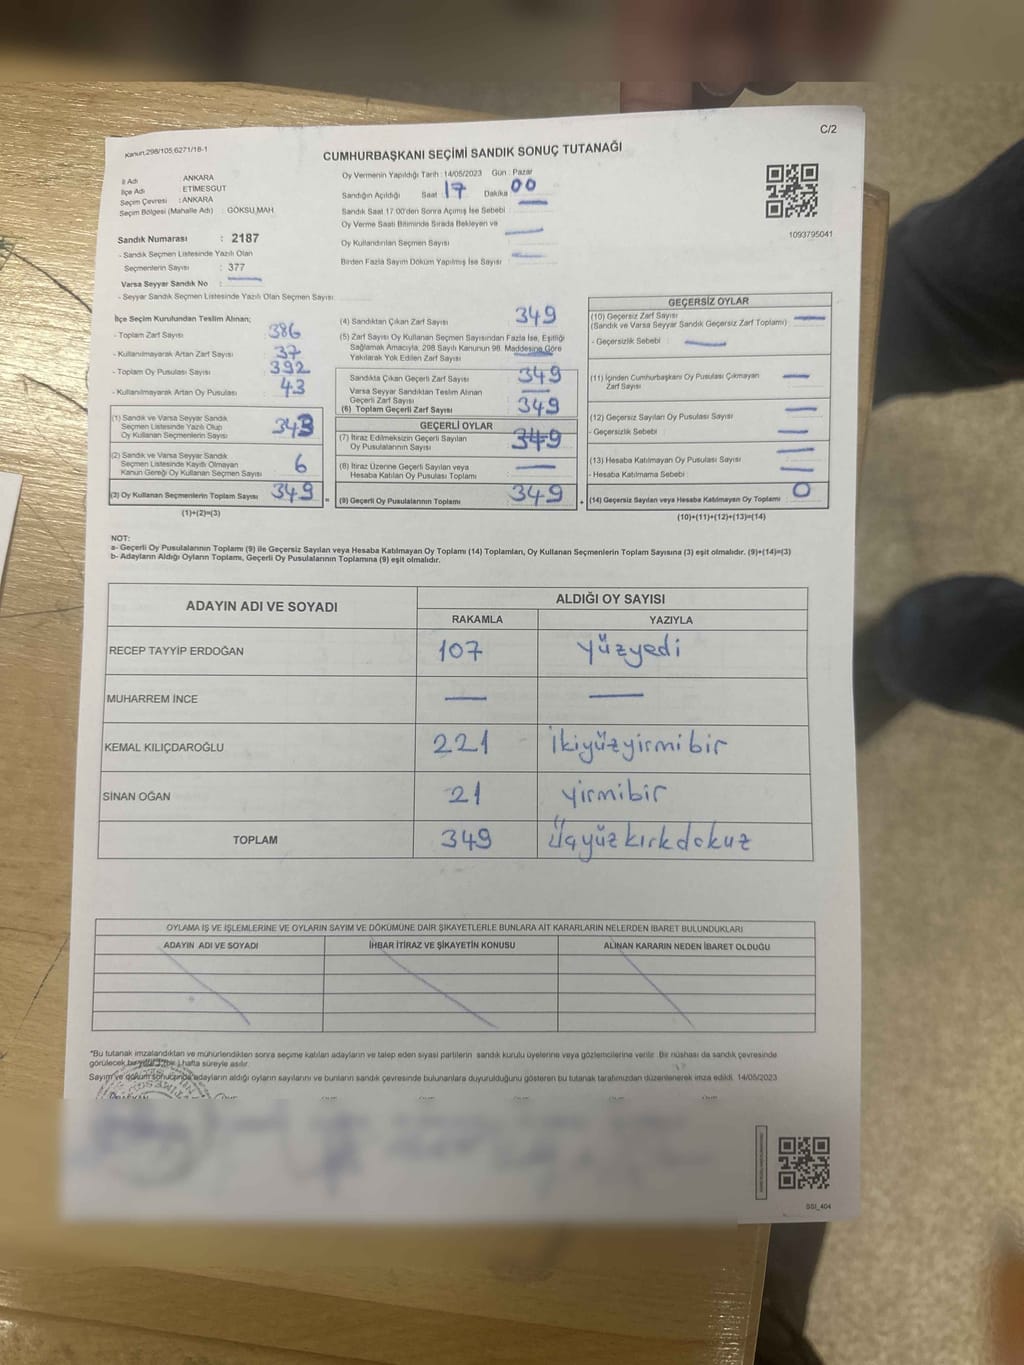 C/2
Kanun:298/105,6271/18-1
CUMHURBAŞKANI SEÇİMİ SANDIK SONUÇ TUTANAĞI
İl Adı ANKARA
İlçe Adı ETİMESGUT
Seçim Çevresi : ANKARA
Seçim Bölgesi (Mahalle Adı) : GÖKSU MAH.
Oy Vermenin Yapıldığı Tarih : 14/05/2023 Gün : Pazar
Sandığın Açıldığı Saat 17 Dakika 00
Sandık Saat 17.00'den Sonra Açımış İse Sebebi
Oy Verme Saati Bitiminde Sırada Bekleyen ve
Oy Kullandırılan Seçmen Sayısı
Birden Fazla Sayım Döküm Yapılmış İse Sayısı
1093795041
Sandık Numarası : 2187
- Sandık Seçmen Listesinde Yazılı Olan
Seçmenlerin Sayısı : 377
Varsa Seyyar Sandık No :
- Seyyar Sandık Seçmen Listesinde Yazılı Olan Seçmen Sayısı
İlçe Seçim Kurulundan Teslim Alınan;
- Toplam Zarf Sayısı : 386
- Kullanılmayarak Artan Zarf Sayısı : 37
- Toplam Oy Pusulası Sayısı : 392
- Kullanılmayarak Artan Oy Pusulası : 43
(1) Sandık ve Varsa Seyyar Sandık
Seçmen Listesinde Yazılı Olup
Oy Kullanan Seçmenlerin Sayısı 343
(2) Sandık ve Varsa Seyyar Sandık
Seçmen Listesinde Kayıtlı Olmayan
Kanun Gereği Oy Kullanan Seçmen Sayısı 6
(3) Oy Kullanan Seçmenlerin Toplam Sayısı 349 =
(1)+(2)=(3)
(4) Sandıktan Çıkan Zarf Sayısı 349
(5) Zarf Sayısı Oy Kullanan Seçmen Sayısından Fazla İse, Eşitliği
Sağlamak Amacıyla, 298 Sayılı Kanunun 98. Maddesine Göre
Yakılarak Yok Edilen Zarf Sayısı
Sandıkta Çıkan Geçerli Zarf Sayısı : 349
Varsa Seyyar Sandıktan Teslim Alınan
Geçerli Zarf Sayısı
(6) Toplam Geçerli Zarf Sayısı 349
GEÇERLİ OYLAR
(7) İtiraz Edilmeksizin Geçerli Sayılan
Oy Pusulasının Sayısı 349
(8) İtiraz Üzerine Geçerli Sayılan veya
Hesaba Katılan Oy Pusulası Toplamı
(9) Geçerli Oy Pusulalarının Toplamı 349 +
GEÇERSİZ OYLAR
(10) Geçersiz Zarf Sayısı
(Sandık ve Varsa Seyyar Sandık Geçersiz Zarf Toplamı)
- Geçersizlik Sebebi :
(11) İçinden Cumhurbaşkanı Oy Pusulası Çıkmayan
Zarf Sayısı
(12) Geçersiz Sayılan Oy Pusulası Sayısı
- Geçersizlik Sebebi
(13) Hesaba Katılmayan Oy Pusulası Sayısı
- Hesaba Katılmama Sebebi
(14) Geçersiz Sayılan veya Hesaba Katılmayan Oy Toplamı : 0
(10)+(11)+(12)+(13)=(14)
NOT:
a- Geçerli Oy Pusulalarının Toplamı (9) ile Geçersiz Sayılan veya Hesaba Katılmayan Oy Toplamı (14) Toplamları, Oy Kullanan Seçmenlerin Toplam Sayısına (3) eşit olmalıdır. (9)+(14)=(3)
b- Adayların Aldığı Oyların Toplamı, Geçerli Oy Pusulalarının Toplamına (9) eşit olmalıdır.
ADAYIN ADI VE SOYADI ALDIĞI OY SAYISI
RAKAMLA YAZIYLA
RECEP TAYYİP ERDOĞAN 107 yüzyedi
MUHARREM İNCE
KEMAL KILIÇDAROĞLU 221 ikiyüzyirmibir
SİNAN OĞAN 21 yirmibir
TOPLAM 349 üçyüzkırkdokuz
OYLAMA İŞ VE İŞLEMLERİNE VE OYLARIN SAYIM VE DÖKÜMÜNE DAİR ŞİKAYETLERLE BUNLARA AİT KARARLARIN NELERDEN İBARET BULUNDUKLARI
ADAYIN ADI VE SOYADI İHBAR İTİRAZ VE ŞİKAYETİN KONUSU ALINAN KARARIN NEDEN İBARET OLDUĞU
"Bu tutanak imzalandıktan ve mühürlendikten sonra seçime katılan adayların ve talep eden siyasi partilerin sandık kurulu üyelerine veya gözlemcilerine verilir. Bir nüshası da sandık çevresinde
görülecek bir yere 1 (bir) hafta süreyle asılır.
Sayım ve döküm sonucunda adayların aldığı oyların sayılarını ve bunların sandık çevresinde bulunanlara duyurulduğunu gösteren bu tutanak tarafımızdan düzenlenerek imza edildi. 14/05/2023
SSI_404